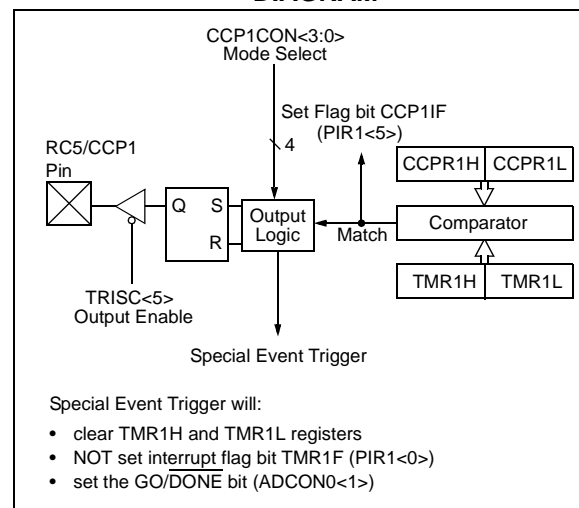 DIAGRAM
CCP1CON<3:0>
Mode Select
Set Flag bit CCP1IF
(PIR1<5>)
RC5/CCP1
Pin
4
CCPR1H CCPR1L
Q S
R
Output
Logic
Match
Comparator
TRISC<5>
Output Enable
TMR1H TMR1L
Special Event Trigger
Special Event Trigger will:
• clear TMR1H and TMR1L registers
• NOT set interrupt flag bit TMR1F (PIR1<0>)
• set the GO/DONE bit (ADCON0<1>)